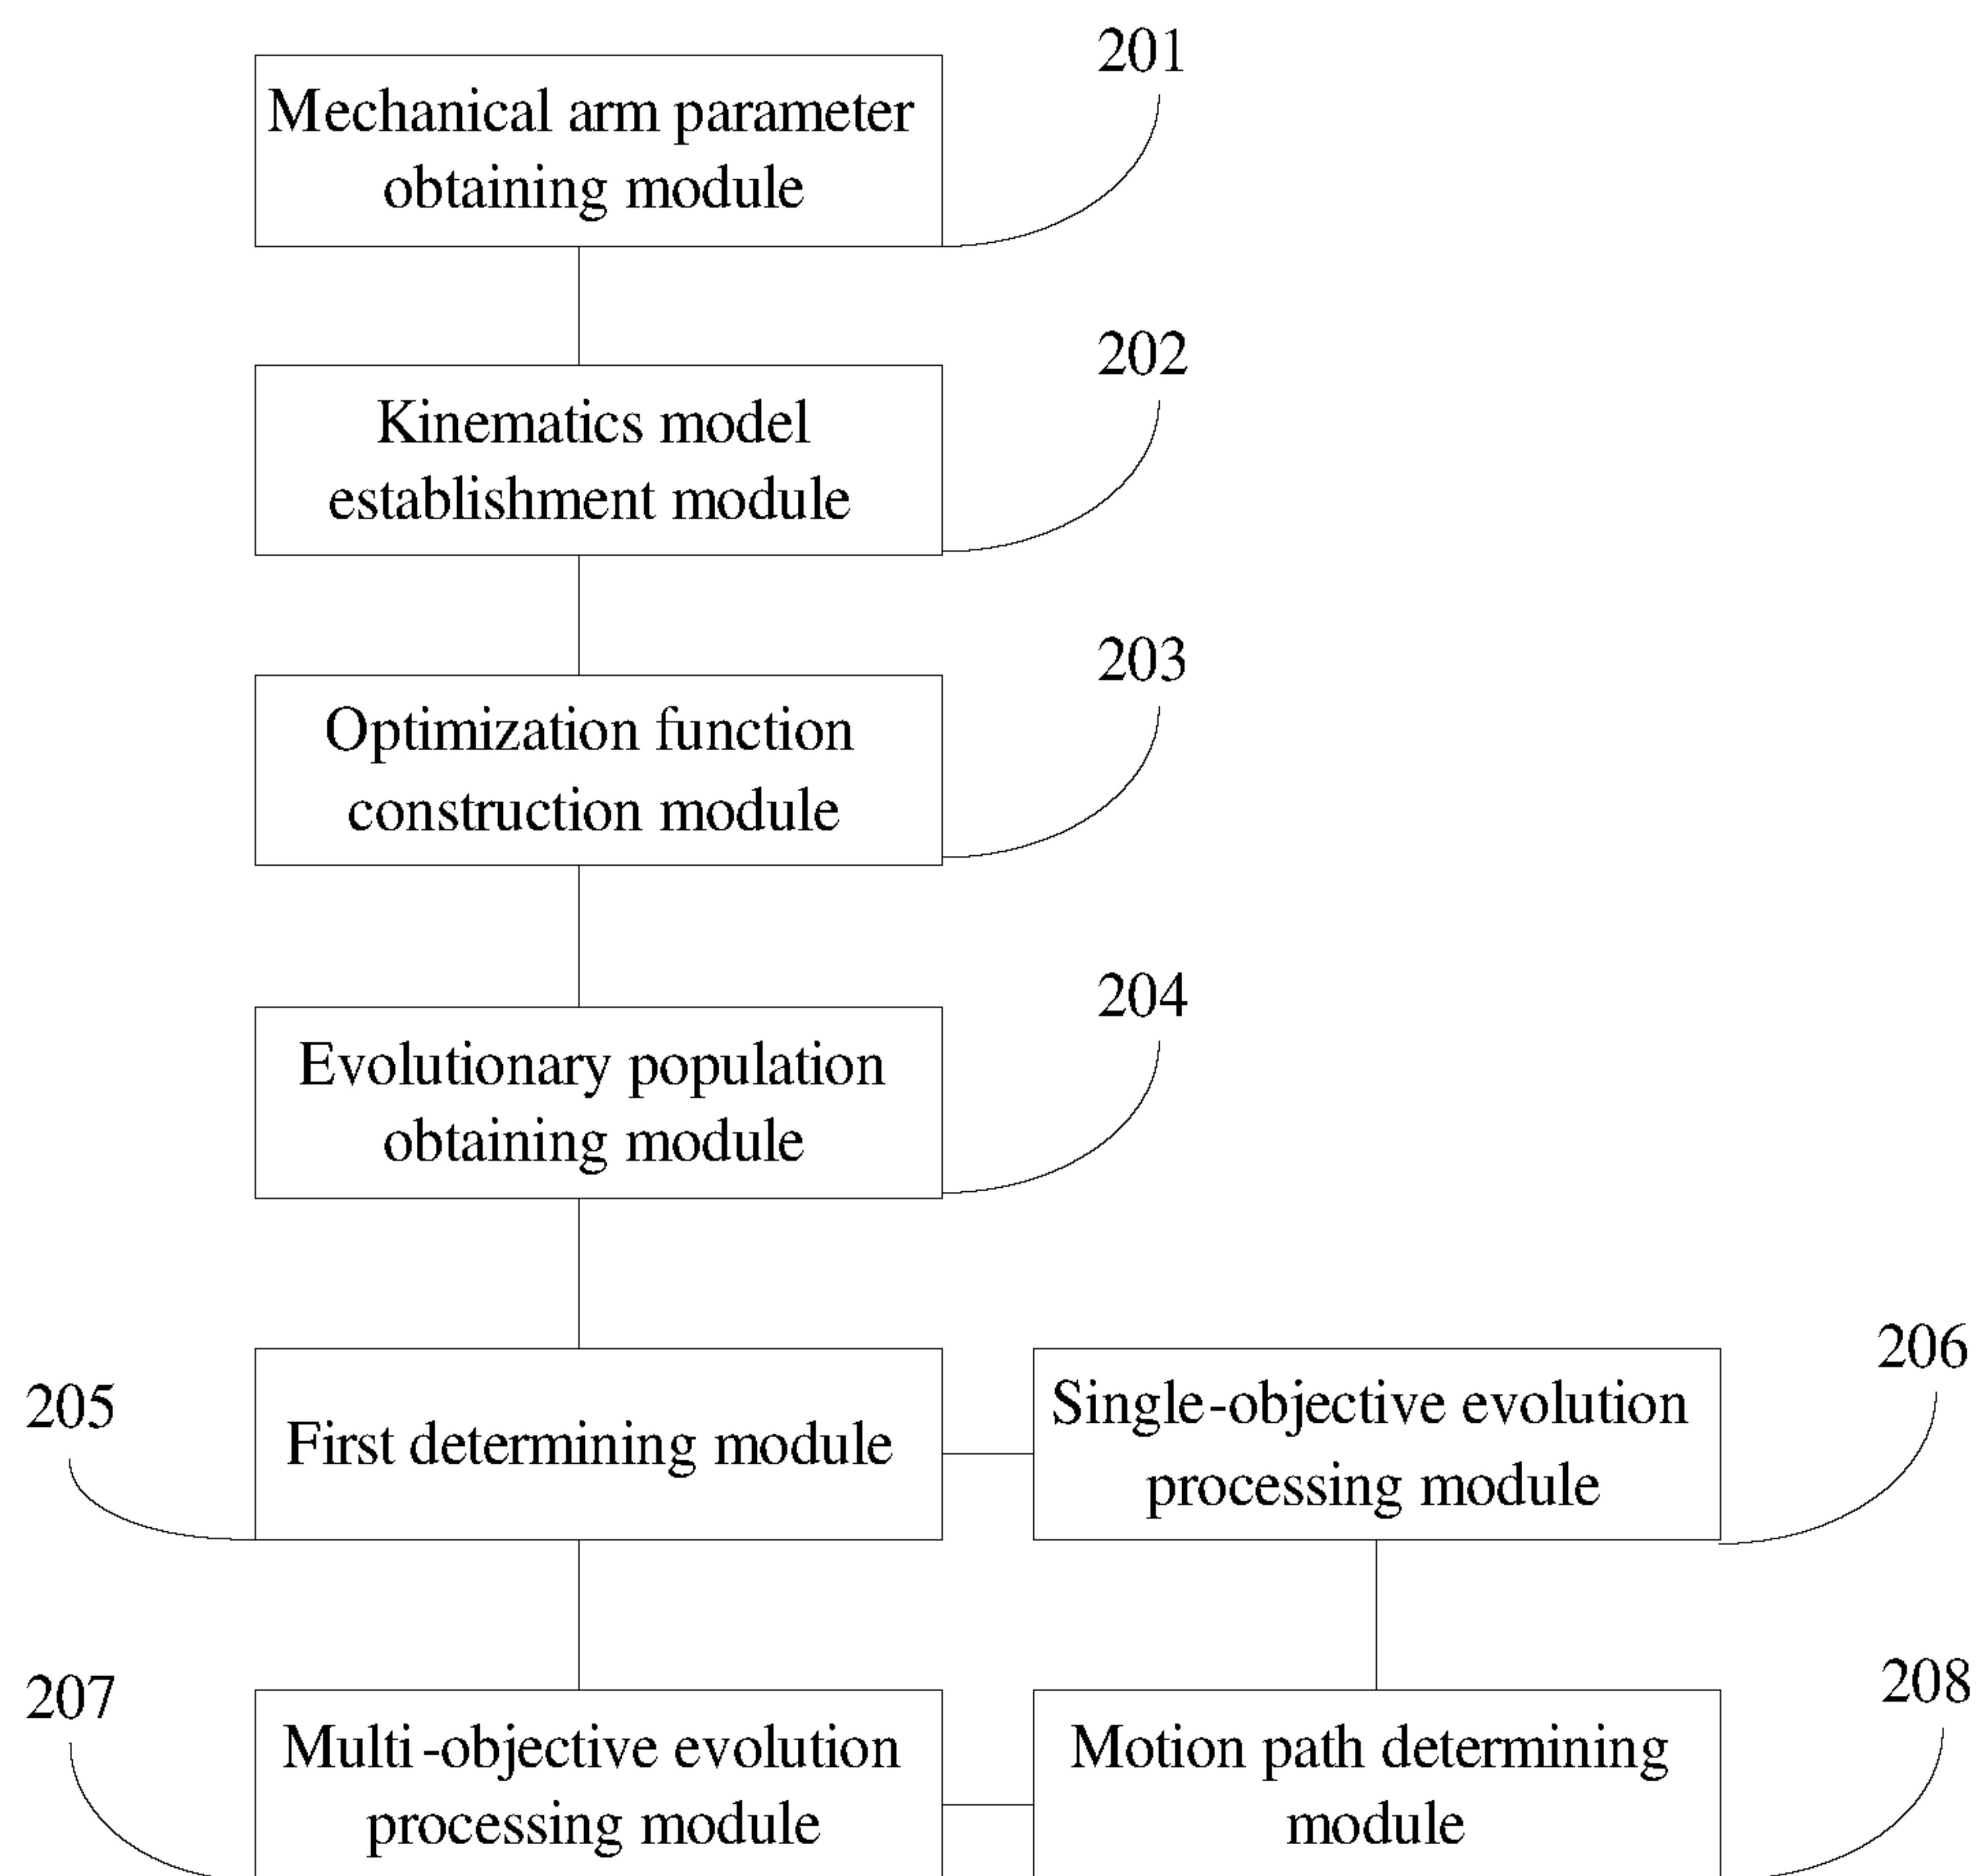 201
Mechanical arm parameter
obtaining module
202
Kinematics model
establishment module
203
Optimization function
construction module
204
Evolutionary population
obtaining module
205
First determining module
206
Single-objective evolution
processing module
207
Multi-objective evolution
processing module
208
Motion path determining
module